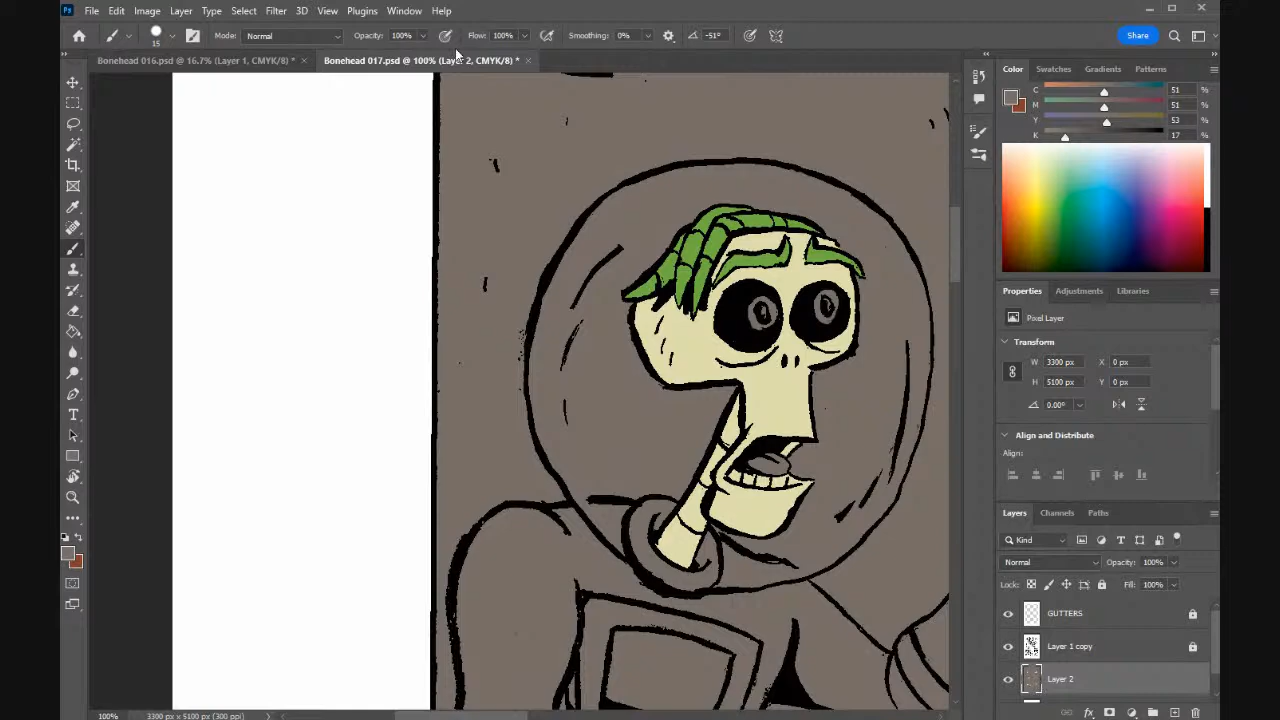 Ps File Edit Image Layer Type Select Filter 3D View Plugins Window Help
15 Mode: Normal Opacity: 100% Flow: 100% Smoothing: 0% -51° Share
Bonehead 016.psd @ 16.7% (Layer 1, CMYK/8) * × Bonehead 017.psd @ 100% (Layer 2, CMYK/8) * ×
Color Swatches Gradients Patterns
C 51 %
M 51 %
Y 53 %
K 17 %
Properties Adjustments Libraries
Pixel Layer
Transform
W 3300 px X 0 px
H 5100 px Y 0 px
0.00°
Align and Distribute
Align:
Layers Channels Paths
Kind
Normal Opacity: 100%
Lock: Fill: 100%
GUTTERS
Layer 1 copy
Layer 2
fx
100% 3300 px x 5100 px (300 ppi)